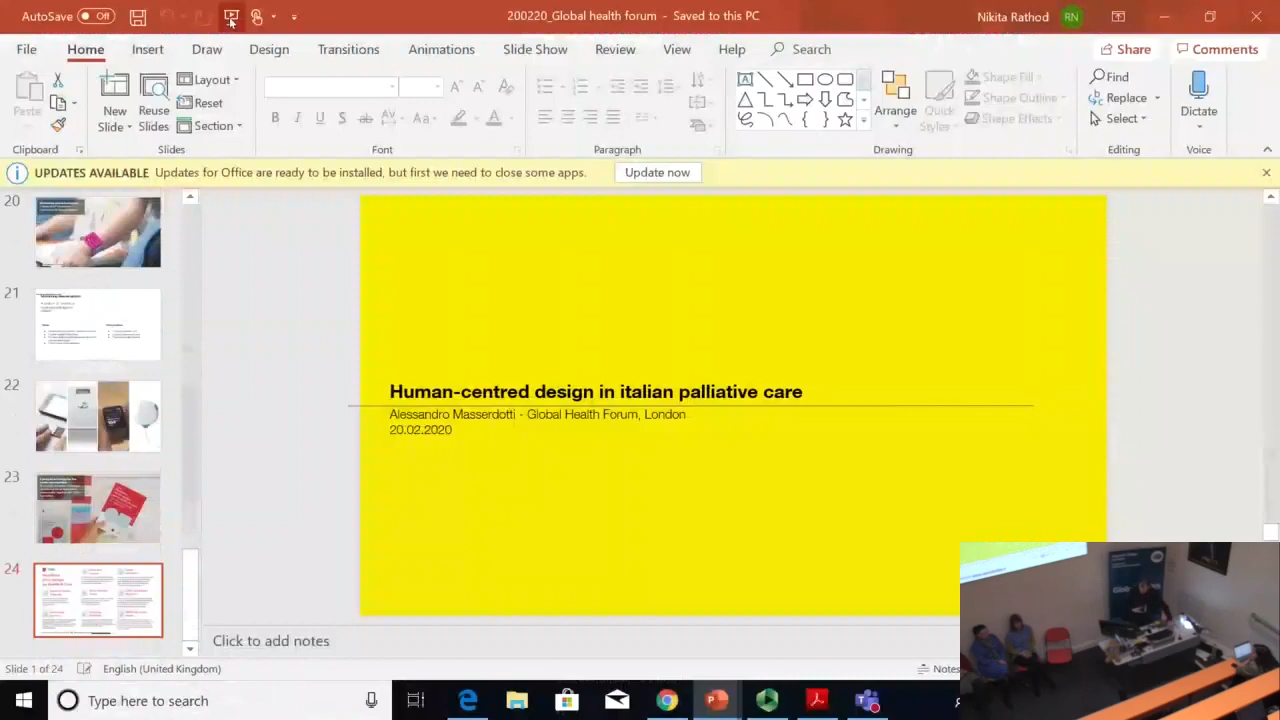 AutoSave Off
200220_Global health forum - Saved to this PC
Nikita Rathod RN
File Home Insert Draw Design Transitions Animations Slide Show Review View Help Search Share Comments
Paste
New Slide
Reuse Slides
Layout
Reset
Section
B I U S
Aa
Arrange
Quick Styles
Shape Fill
Shape Outline
Shape Effects
Find
Replace
Select
Dictate
Clipboard Slides Font Paragraph Drawing Editing Voice
UPDATES AVAILABLE Updates for Office are ready to be installed, but first we need to close some apps. Update now
20
21
22
23
24
Human-centred design in italian palliative care
Alessandro Masserdotti - Global Health Forum, London
20.02.2020
Click to add notes
Slide 1 of 24 English (United Kingdom) Notes
Type here to search